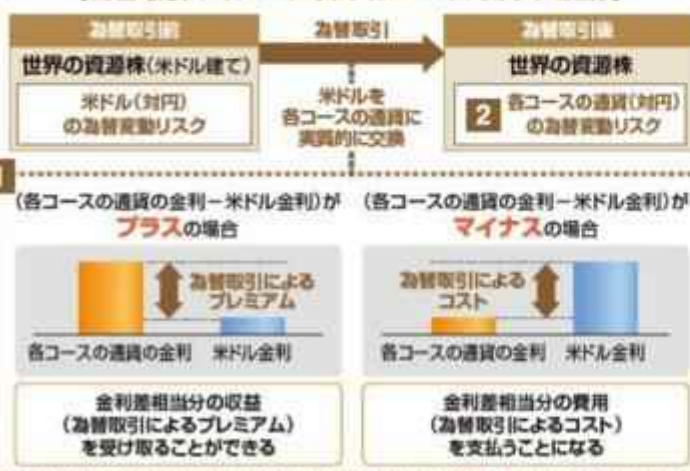 為替取引前
為替取引
為替取引後
世界の資源株(米ドル建て)
世界の資源株
米ドル(対円)
の為替変動リスク
米ドルを
各コースの通貨に
実質的に交換
2 各コースの通貨(対円)
の為替変動リスク
(各コースの通貨の金利－米ドル金利)が
プラスの場合
(各コースの通貨の金利－米ドル金利)が
マイナスの場合
為替取引による
プレミアム
為替取引による
コスト
各コースの通貨の金利
米ドル金利
各コースの通貨の金利
米ドル金利
金利差相当分の収益
(為替取引によるプレミアム)
を受け取ることができる
金利差相当分の費用
(為替取引によるコスト)
を支払うことになる